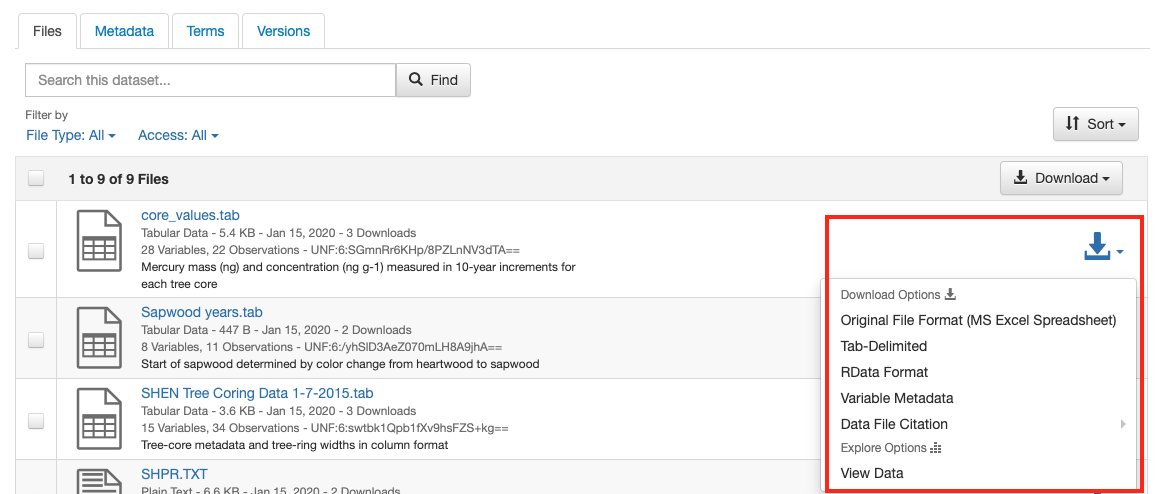 Files Metadata Terms Versions
Search this dataset... Find
Filter by
File Type: All Access: All
Sort
1 to 9 of 9 Files
Download
core_values.tab
Tabular Data - 5.4 KB - Jan 15, 2020 - 3 Downloads
28 Variables, 22 Observations - UNF:6:SGmnRr6KHp/8PZLnNV3dTA==
Mercury mass (ng) and concentration (ng g-1) measured in 10-year increments for
each tree core
Sapwood years.tab
Tabular Data - 447 B - Jan 15, 2020 - 2 Downloads
8 Variables, 11 Observations - UNF:6:/yhSlD3AeZ070mLH8A9jhA==
Start of sapwood determined by color change from heartwood to sapwood
SHEN Tree Coring Data 1-7-2015.tab
Tabular Data - 3.6 KB - Jan 15, 2020 - 3 Downloads
15 Variables, 34 Observations - UNF:6:swtbk1Qpb1fXv9hsFZS+kg==
Tree-core metadata and tree-ring widths in column format
SHPR.TXT
Plain Text - 6.6 KB - Jan 15, 2020 - 2 Downloads
Download Options
Original File Format (MS Excel Spreadsheet)
Tab-Delimited
RData Format
Variable Metadata
Data File Citation
Explore Options
View Data